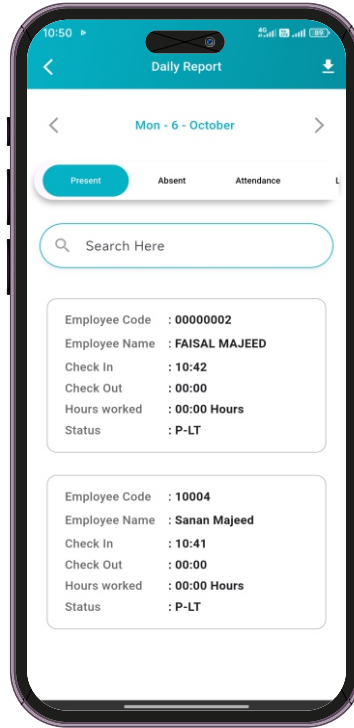 10:50
4G 89
Daily Report
Mon - 6 - October
Present Absent Attendance L
Search Here
Employee Code : 00000002
Employee Name : FAISAL MAJEED
Check In : 10:42
Check Out : 00:00
Hours worked : 00:00 Hours
Status : P-LT
Employee Code : 10004
Employee Name : Sanan Majeed
Check In : 10:41
Check Out : 00:00
Hours worked : 00:00 Hours
Status : P-LT